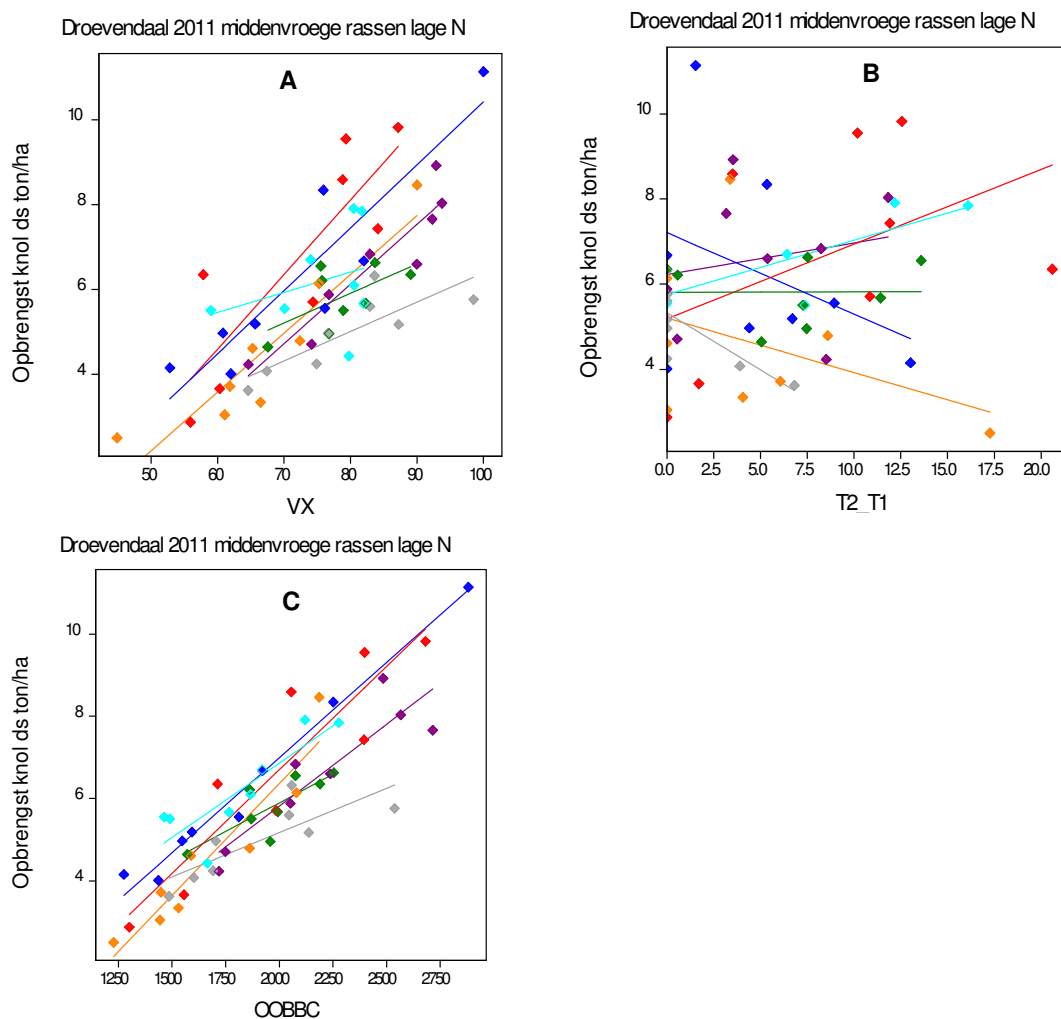 Droevendaal 2011 middenvroege rassen lage N
A
Opbrengst knol ds ton/ha
10
8
6
4
50 60 70 80 90 100
VX
Droevendaal 2011 middenvroege rassen lage N
B
Opbrengst knol ds ton/ha
10
8
6
4
0.0 2.5 5.0 7.5 10.0 12.5 15.0 17.5 20.0
T2_T1
Droevendaal 2011 middenvroege rassen lage N
C
Opbrengst knol ds ton/ha
10
8
6
4
1250 1500 1750 2000 2250 2500 2750
OOBBC